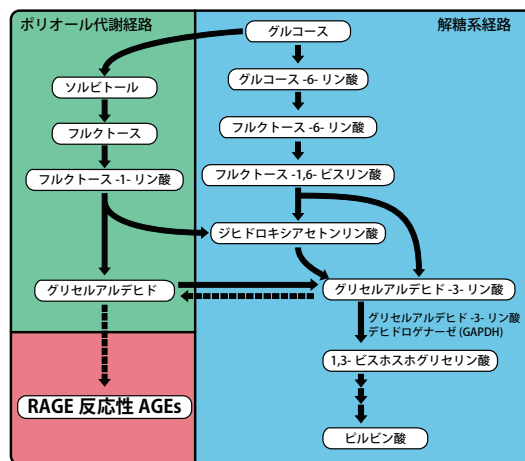 ポリオール代謝経路
解糖系経路
グルコース
ソルビトール
グルコース -6- リン酸
フルクトース
フルクトース -6- リン酸
フルクトース -1- リン酸
フルクトース -1,6- ビスリン酸
ジヒドロキシアセトンリン酸
グリセルアルデヒド
グリセルアルデヒド -3- リン酸
グリセルアルデヒド -3- リン酸
デヒドロゲナーゼ (GAPDH)
1,3- ビスホスホグリセリン酸
RAGE 反応性 AGEs
ピルビン酸